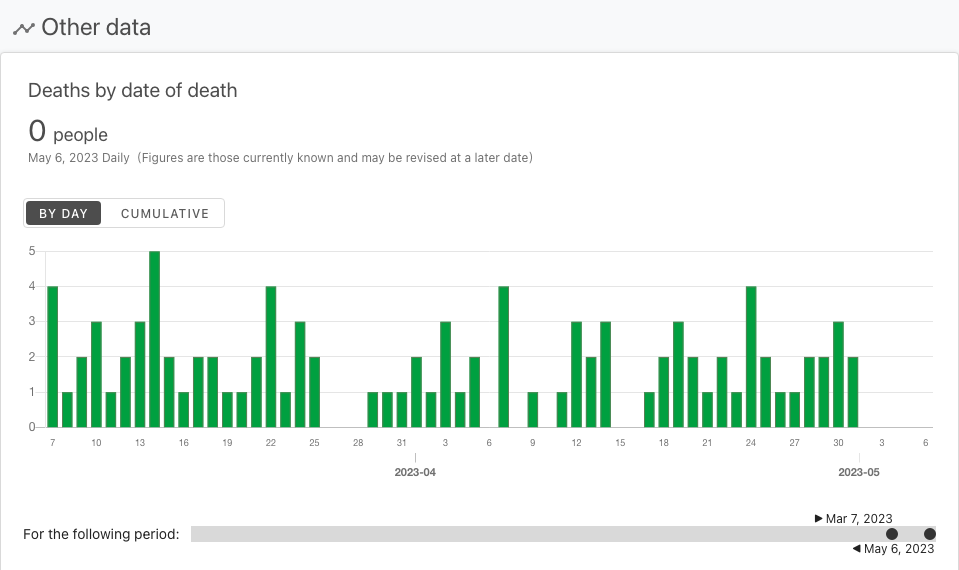 Other data
Deaths by date of death
0 people
May 6, 2023 Daily (Figures are those currently known and may be revised at a later date)
BY DAY CUMULATIVE
5
4
3
2
1
0
7 10 13 16 19 22 25 28 31 3 6 9 12 15 18 21 24 27 30 3 6
2023-04 2023-05
▶ Mar 7, 2023
For the following period:
◀ May 6, 2023